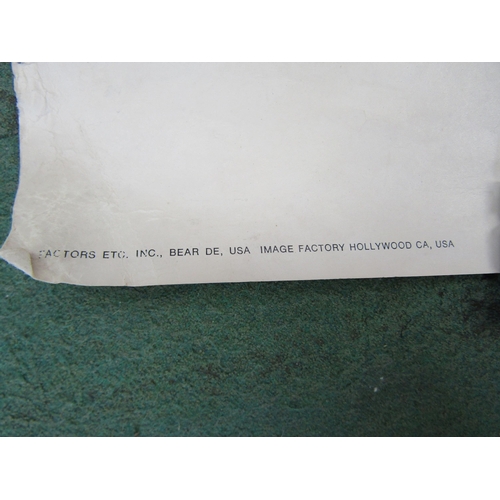 FACTORS ETC. INC., BEAR DE, USA IMAGE FACTORY HOLLYWOOD CA, USA